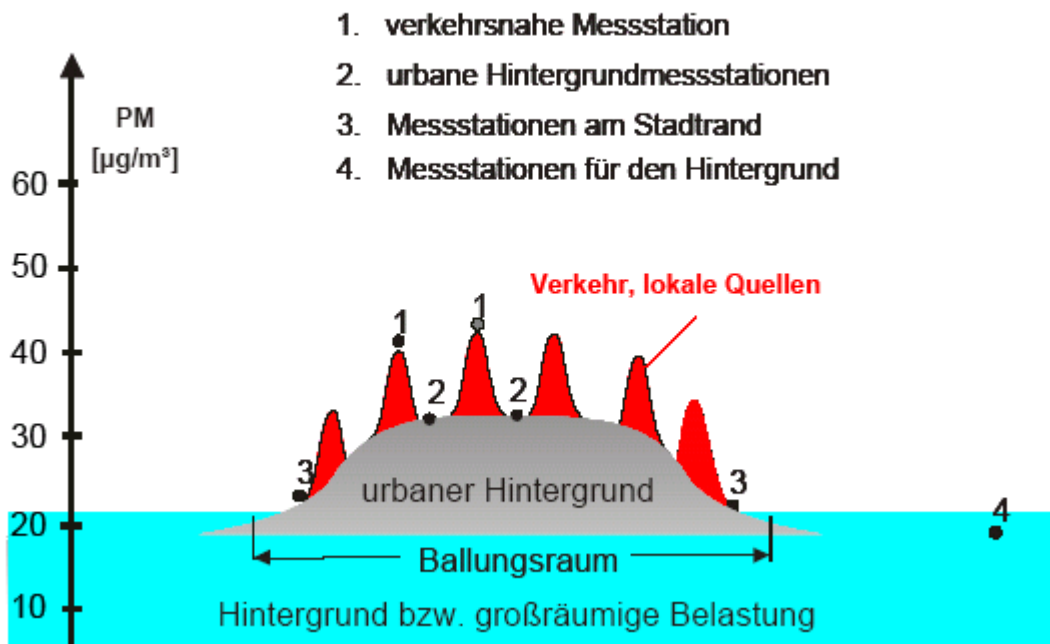 1. verkehrsnahe Messstation
2. urbane Hintergrundmessstationen
3. Messstationen am Stadtrand
4. Messstationen für den Hintergrund
PM
[µg/m³]
60
50
40
30
20
10
Verkehr, lokale Quellen
1
1
2
2
3
3
4
urbaner Hintergrund
Ballungsraum
Hintergrund bzw. großräumige Belastung